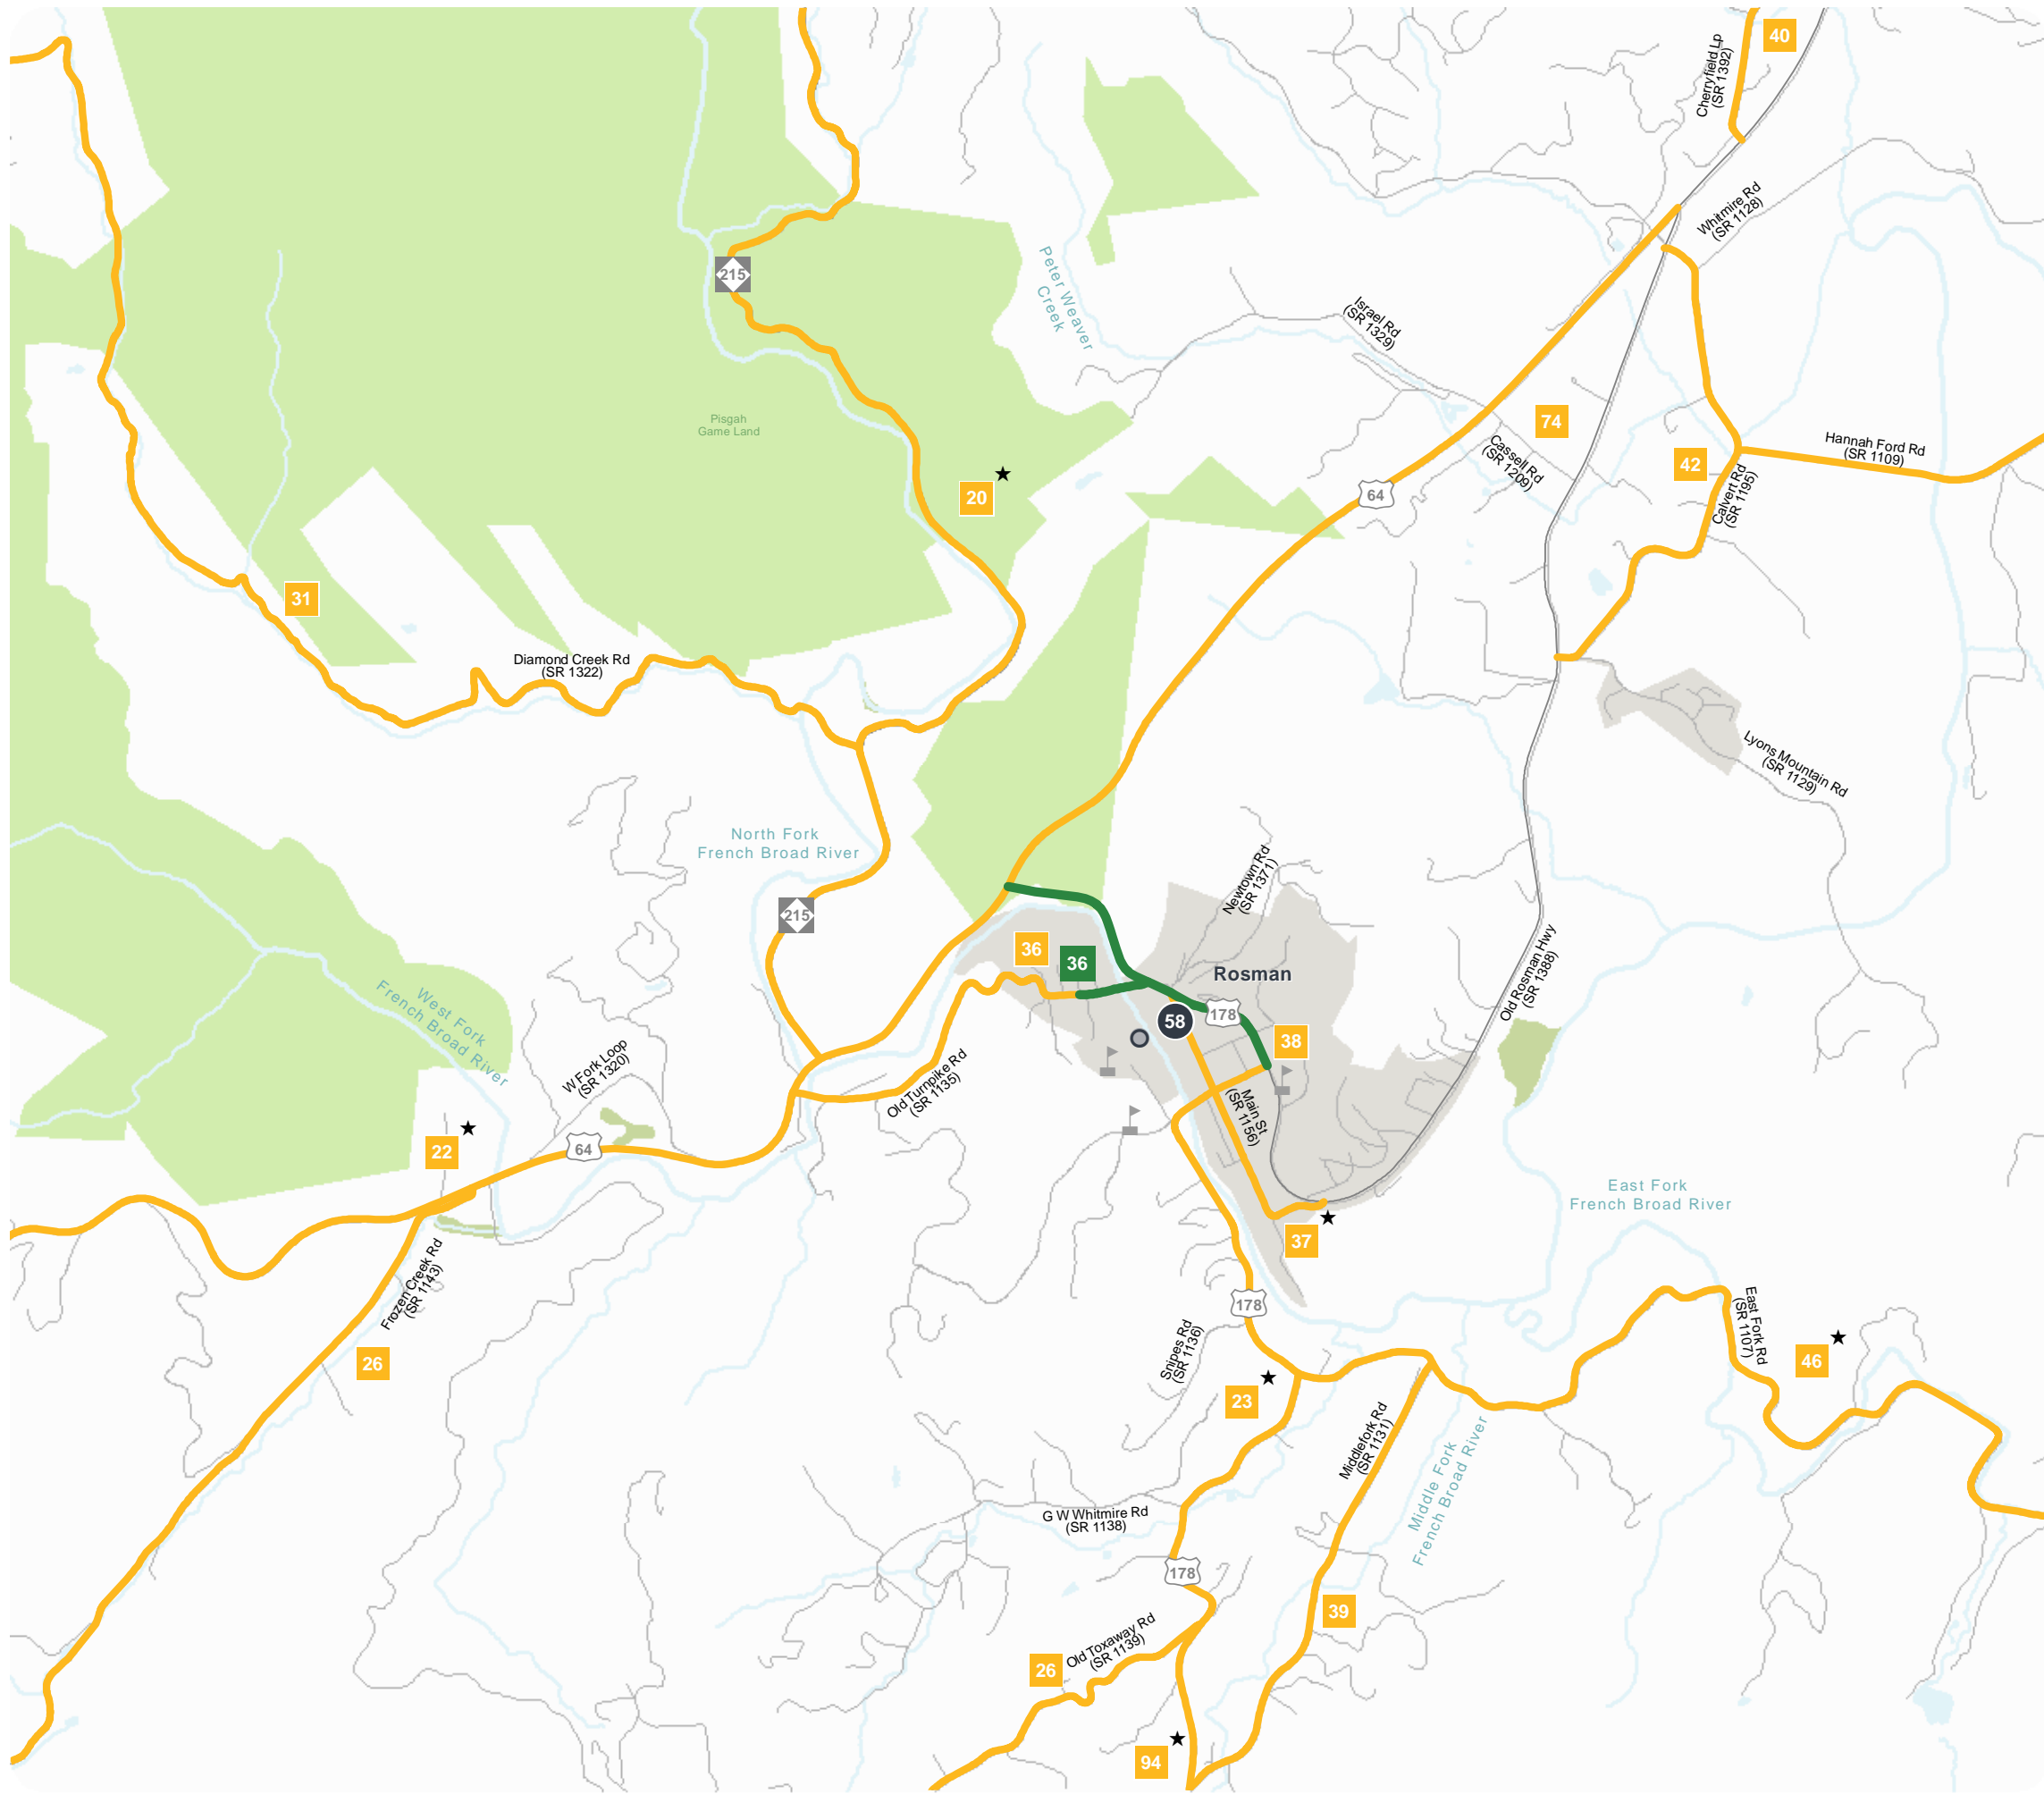 40
Cherryfield Lp
(SR 1392)
Whitmire Rd
(SR 1128)
215
Peter Weaver
Creek
Israel Rd
(SR 1329)
Pisgah
Game Land
74
Hannah Ford Rd
(SR 1109)
42
Cassell Rd
(SR 1209)
20
64
Calvert Rd
(SR 1195)
31
Diamond Creek Rd
(SR 1322)
Lyons Mountain Rd
(SR 1129)
North Fork
French Broad River
Newtown Rd
(SR 1371)
215
36
36
Rosman
Old Rosman Hwy
(SR 1388)
178
58
38
West Fork
French Broad River
W Fork Loop
(SR 1320)
Old Turnpike Rd
(SR 1135)
Main St
(SR 1156)
22
64
East Fork
French Broad River
37
Frozen Creek Rd
(SR 1143)
178
26
Snipes Rd
(SR 1136)
East Fork Rd
(SR 1107)
46
23
Middlefork Rd
(SR 1131)
Middle Fork
French Broad River
G W Whitmire Rd
(SR 1138)
178
39
Old Toxaway Rd
(SR 1139)
26
94